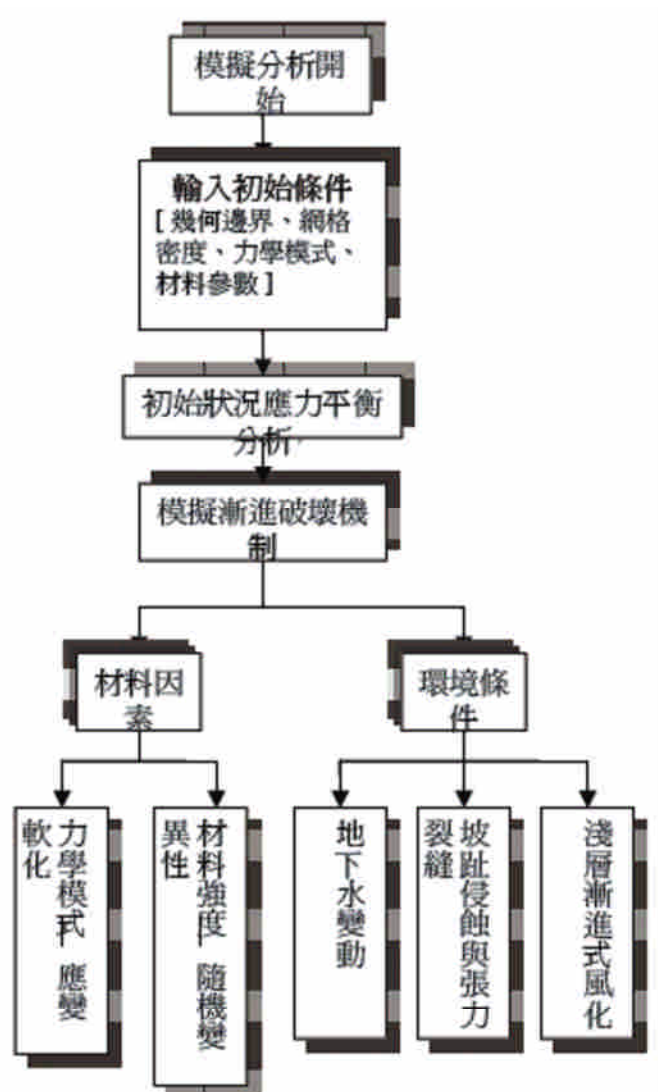 模擬分析開
始
輸入初始條件
[ 幾何邊界、網格
密度、力學模式、
材料參數 ]
初始狀況應力平衡
分析
模擬漸進破壞機
制
材料因
素
環境條
件
力學模式 應變
軟化
材料強度 隨機變
異性
地下水變動
坡趾侵蝕與張力
裂縫
淺層漸進式風化